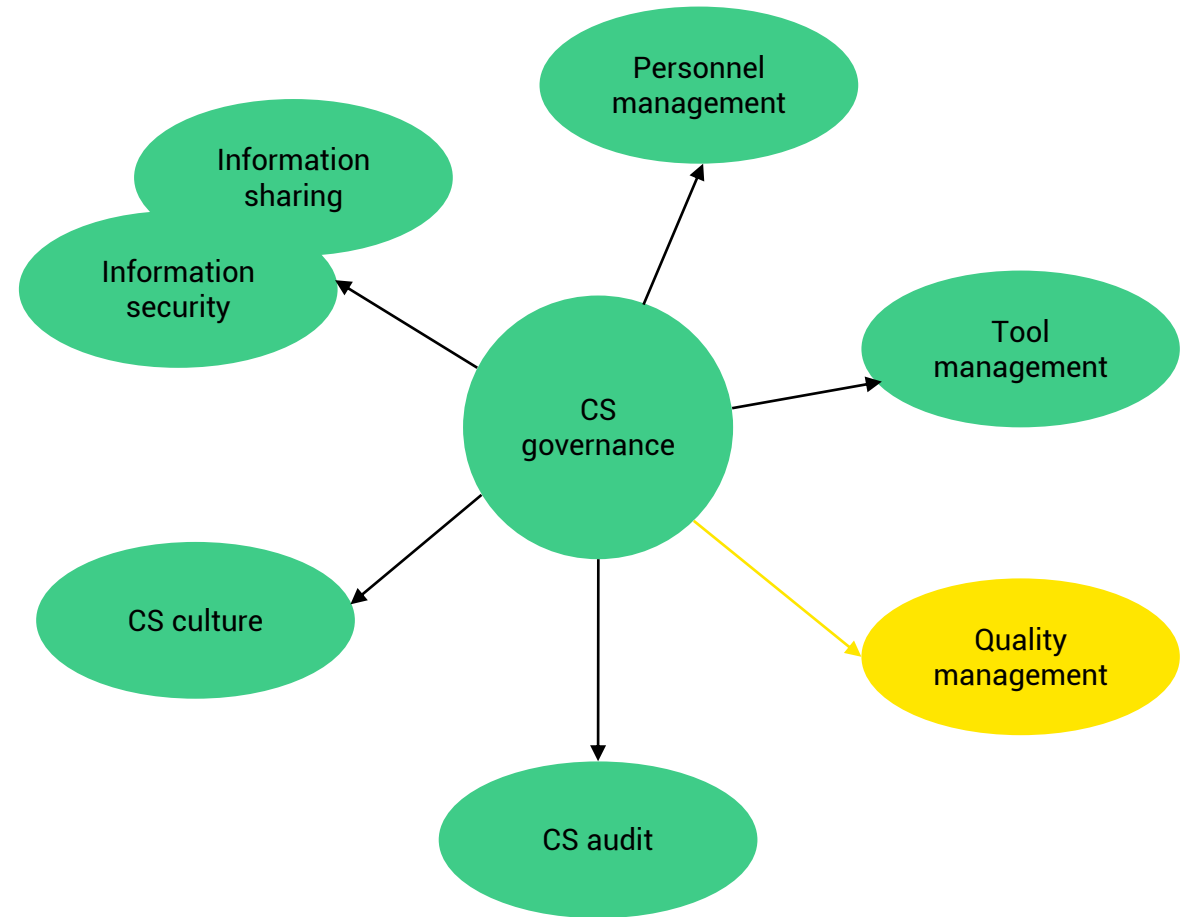 Personnel
management
Information
sharing
Information
security
Tool
management
CS
governance
CS culture
Quality
management
CS audit